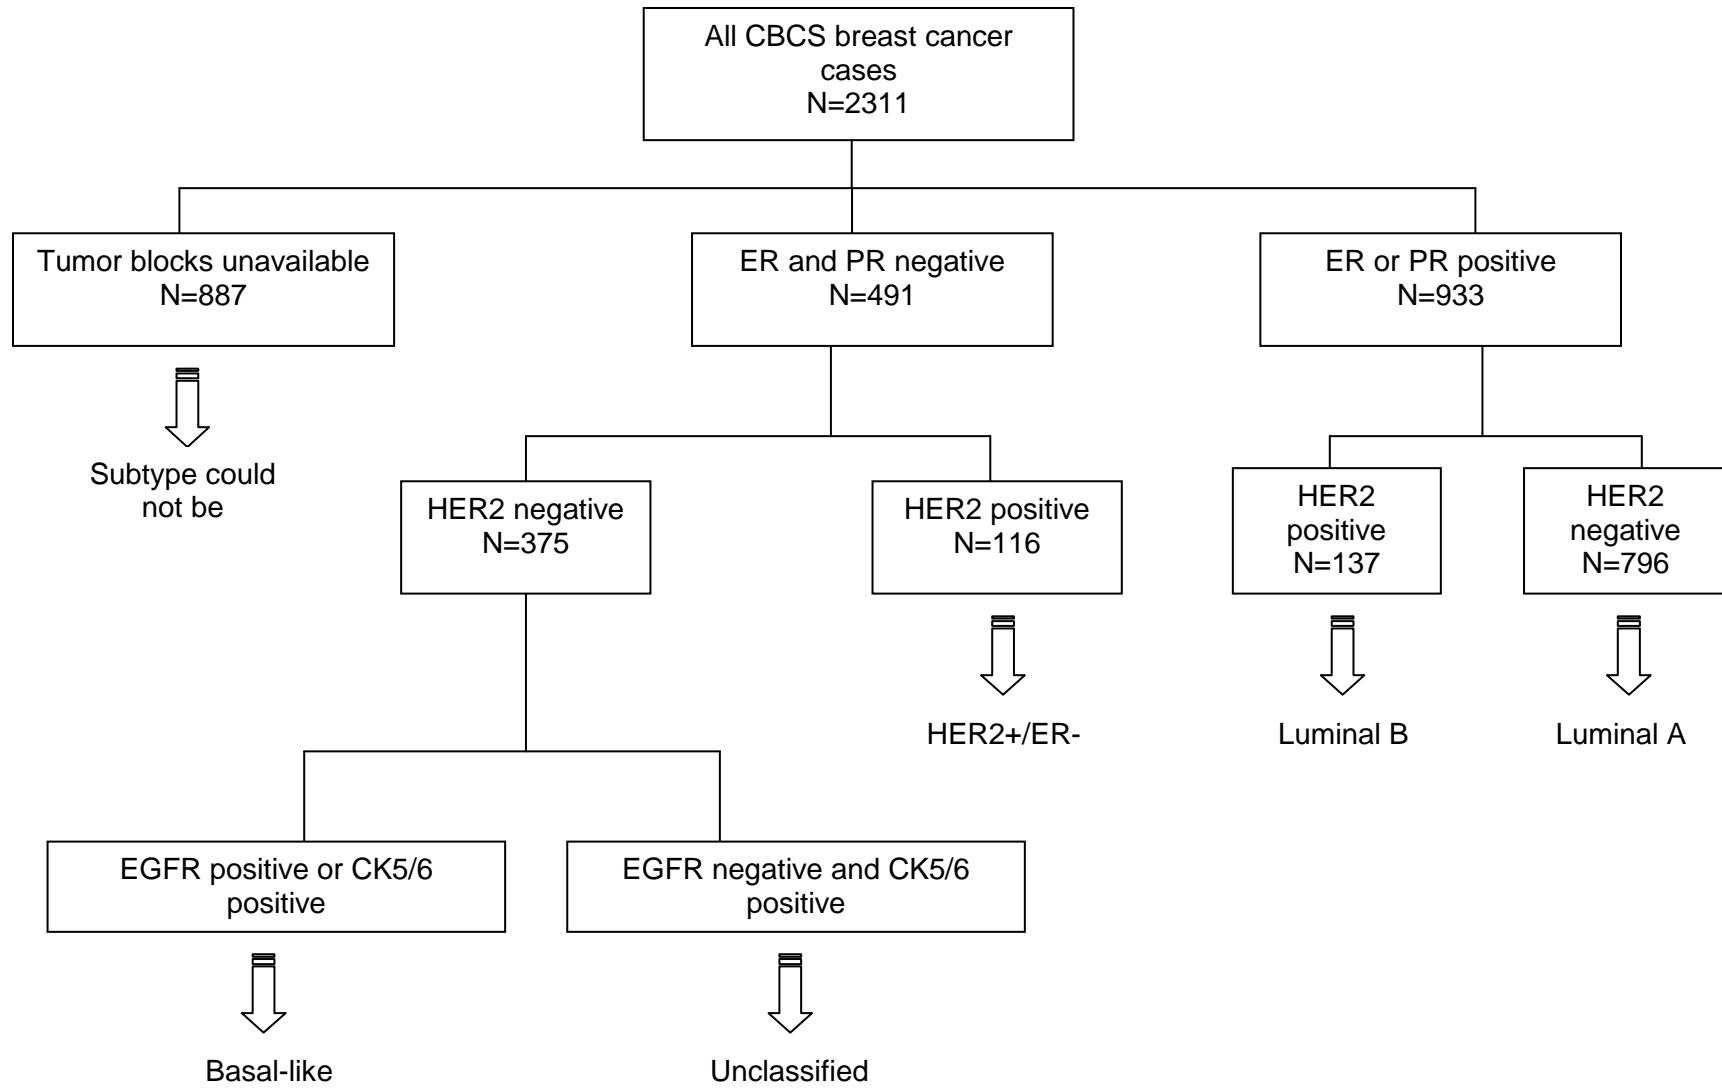 All CBCS breast cancer
cases
N=2311
Tumor blocks unavailable
N=887
ER and PR negative
N=491
ER or PR positive
N=933
Subtype could
not be
HER2 negative
N=375
HER2 positive
N=116
HER2
positive
N=137
HER2
negative
N=796
HER2+/ER-
Luminal B
Luminal A
EGFR positive or CK5/6
positive
EGFR negative and CK5/6
positive
Basal-like
Unclassified